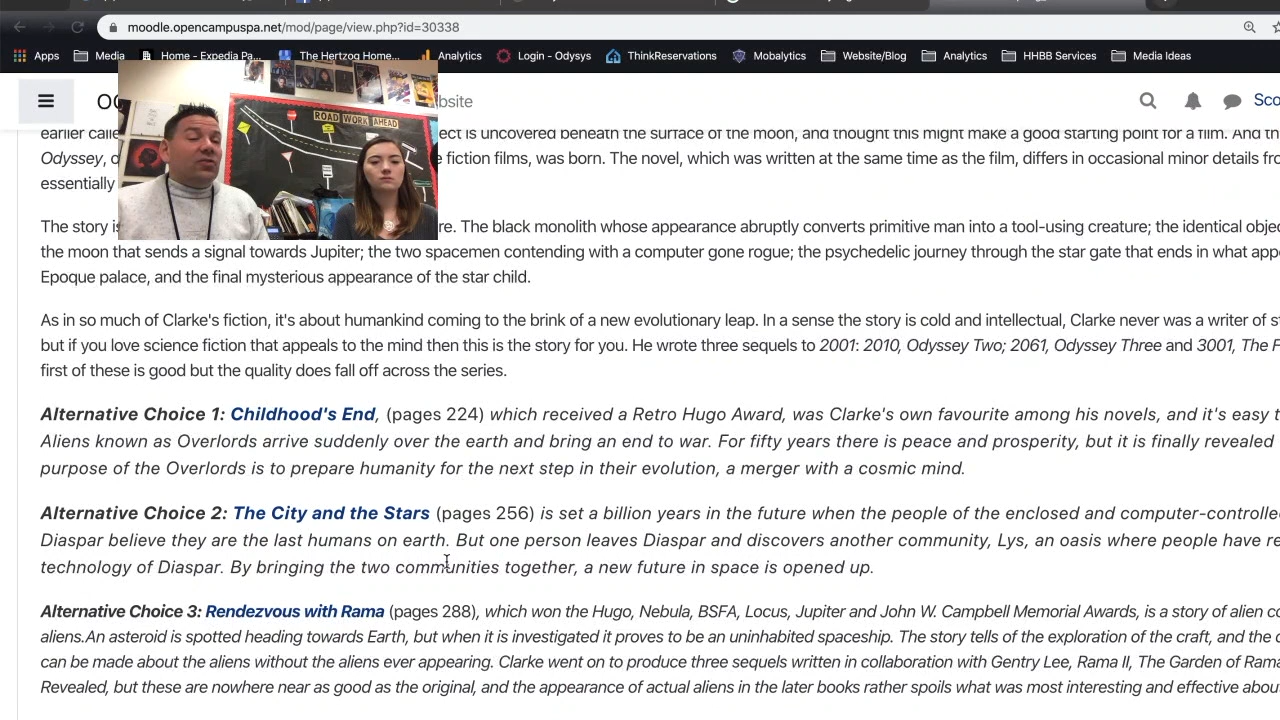 moodle.opencampuspa.net/mod/page/view.php?id=30338
Apps Media Home - Expedia Pa... The Hertzog Home... Analytics Login - Odysys ThinkReservations Mobalytics Website/Blog Analytics HHBB Services Media Ideas
OC bsite Sco
ROAD WORK AHEAD
earlier calle ect is uncovered beneath the surface of the moon, and thought this might make a good starting point for a film. And th
Odyssey, o e fiction films, was born. The novel, which was written at the same time as the film, differs in occasional minor details fro
essentially
The story is re. The black monolith whose appearance abruptly converts primitive man into a tool-using creature; the identical objec
the moon that sends a signal towards Jupiter; the two spacemen contending with a computer gone rogue; the psychedelic journey through the star gate that ends in what appe
Epoque palace, and the final mysterious appearance of the star child.
As in so much of Clarke's fiction, it's about humankind coming to the brink of a new evolutionary leap. In a sense the story is cold and intellectual, Clarke never was a writer of st
but if you love science fiction that appeals to the mind then this is the story for you. He wrote three sequels to 2001: 2010, Odyssey Two; 2061, Odyssey Three and 3001, The F
first of these is good but the quality does fall off across the series.
Alternative Choice 1: Childhood's End, (pages 224) which received a Retro Hugo Award, was Clarke's own favourite among his novels, and it's easy t
Aliens known as Overlords arrive suddenly over the earth and bring an end to war. For fifty years there is peace and prosperity, but it is finally revealed
purpose of the Overlords is to prepare humanity for the next step in their evolution, a merger with a cosmic mind.
Alternative Choice 2: The City and the Stars (pages 256) is set a billion years in the future when the people of the enclosed and computer-controlle
Diaspar believe they are the last humans on earth. But one person leaves Diaspar and discovers another community, Lys, an oasis where people have re
technology of Diaspar. By bringing the two communities together, a new future in space is opened up.
Alternative Choice 3: Rendezvous with Rama (pages 288), which won the Hugo, Nebula, BSFA, Locus, Jupiter and John W. Campbell Memorial Awards, is a story of alien co
aliens.An asteroid is spotted heading towards Earth, but when it is investigated it proves to be an uninhabited spaceship. The story tells of the exploration of the craft, and the d
can be made about the aliens without the aliens ever appearing. Clarke went on to produce three sequels written in collaboration with Gentry Lee, Rama II, The Garden of Rama
Revealed, but these are nowhere near as good as the original, and the appearance of actual aliens in the later books rather spoils what was most interesting and effective abou